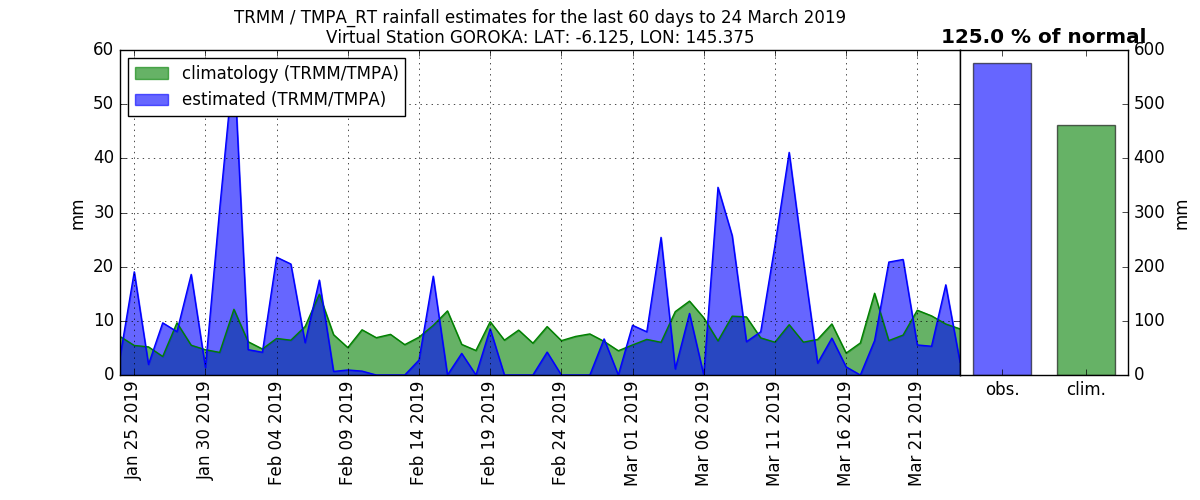 TRMM / TMPA_RT rainfall estimates for the last 60 days to 24 March 2019
Virtual Station GOROKA: LAT: -6.125, LON: 145.375
125.0 % of normal
climatology (TRMM/TMPA)
estimated (TRMM/TMPA)
60
50
40
30
20
10
0
mm
600
500
400
300
200
100
0
mm
Jan 25 2019
Jan 30 2019
Feb 04 2019
Feb 09 2019
Feb 14 2019
Feb 19 2019
Feb 24 2019
Mar 01 2019
Mar 06 2019
Mar 11 2019
Mar 16 2019
Mar 21 2019
obs.
clim.